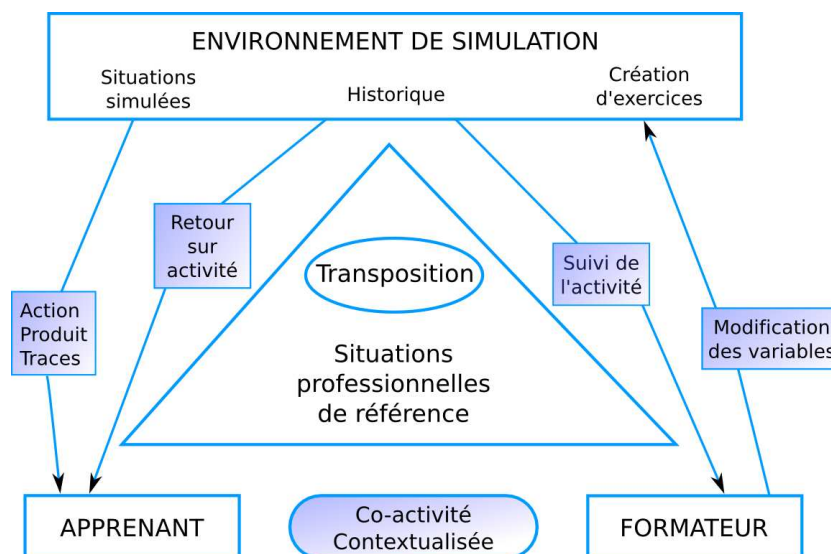 ENVIRONNEMENT DE SIMULATION
Situations
simulées
Historique
Création
d'exercices
Retour
sur
activité
Transposition
Suivi de
l'activité
Action
Produit
Traces
Modification
des variables
Situations
professionnelles
de référence
APPRENANT
Co-activité
Contextualisée
FORMATEUR